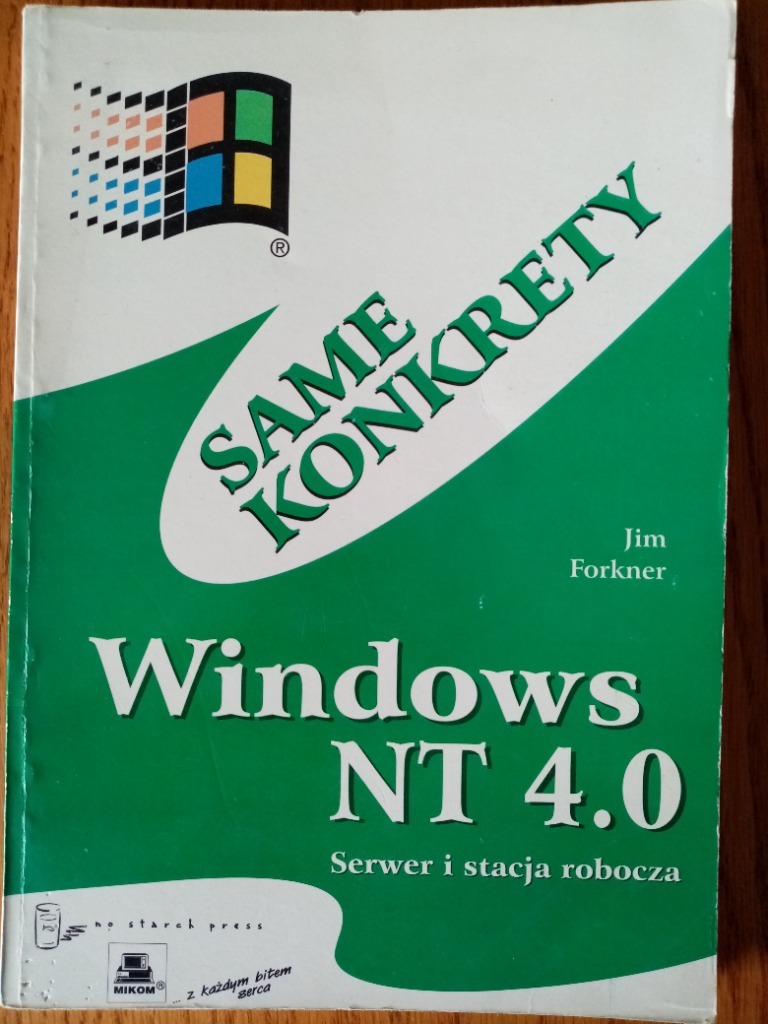 ®
SAME
KONKRETY
Jim
Forkner
Windows
NT 4.0
Serwer i stacja robocza
no starch press
MIKOM®
... z każdym bitem
serca